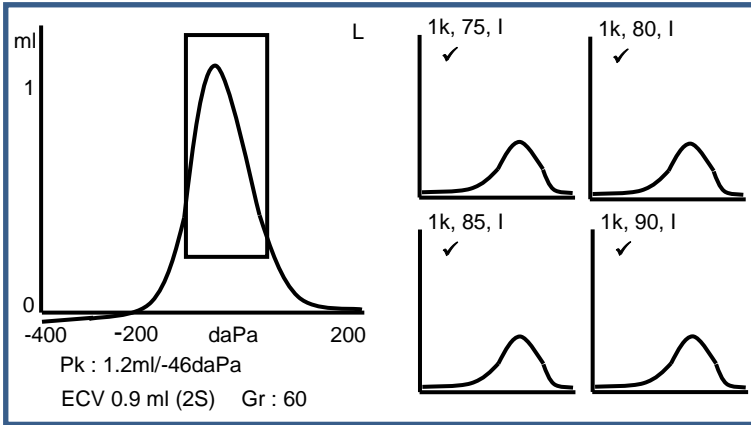 ml
L
1
0
-400 -200 daPa 200
Pk : 1.2ml/-46daPa
ECV 0.9 ml (2S) Gr : 60
1k, 75, I
✓
1k, 80, I
✓
1k, 85, I
✓
1k, 90, I
✓